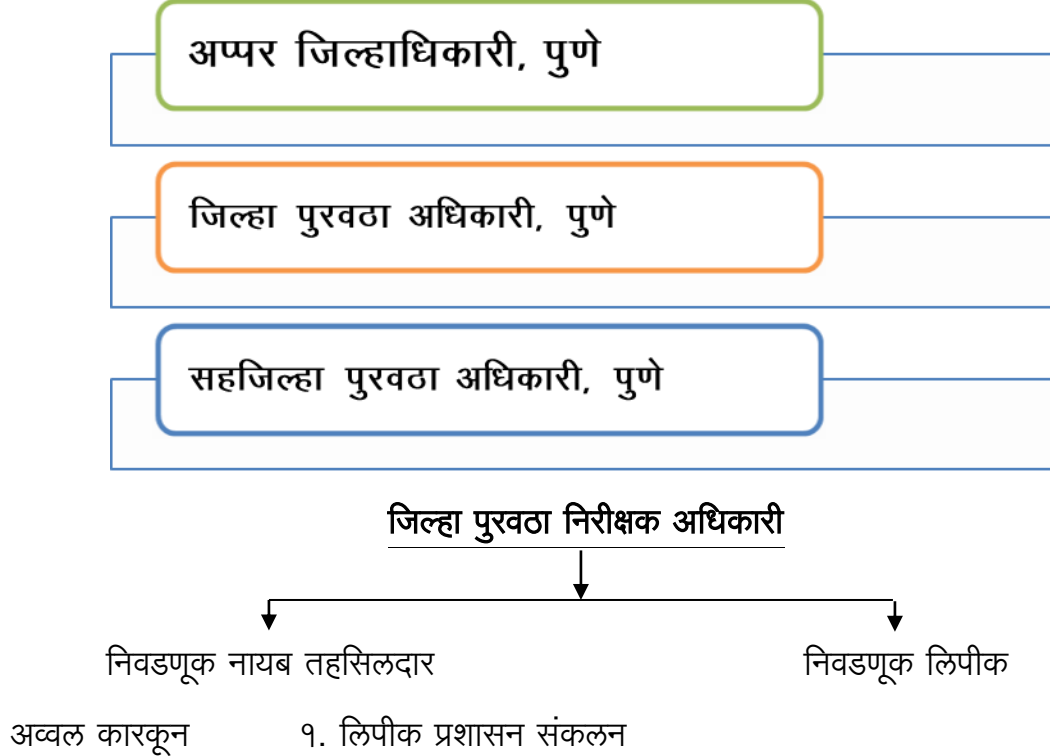 अप्पर जिल्हाधिकारी, पुणे
जिल्हा पुरवठा अधिकारी, पुणे
सहजिल्हा पुरवठा अधिकारी, पुणे
जिल्हा पुरवठा निरीक्षक अधिकारी
निवडणूक नायब तहसिलदार निवडणूक लिपीक
अव्वल कारकून १. लिपीक प्रशासन संकलन